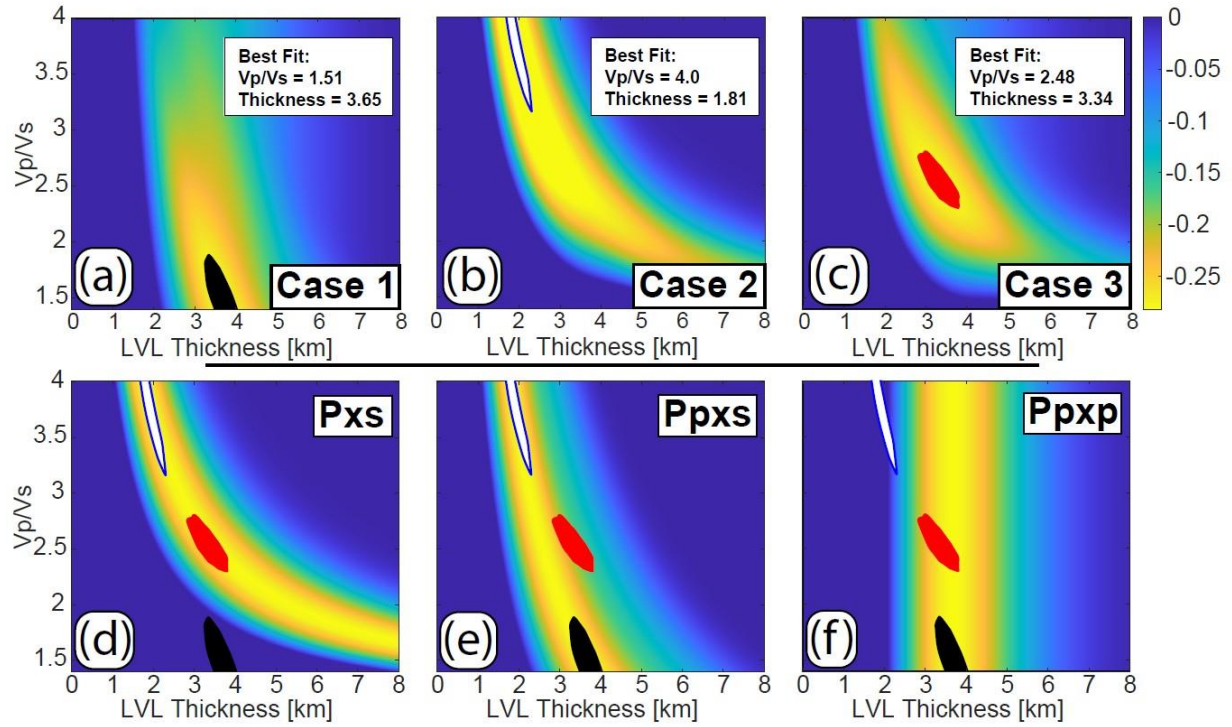 Best Fit:
Vp/Vs = 1.51
Thickness = 3.65
Best Fit:
Vp/Vs = 4.0
Thickness = 1.81
Best Fit:
Vp/Vs = 2.48
Thickness = 3.34
4
3.5
3
2.5
2
1.5
Vp/Vs
(a)
Case 1
(b)
Case 2
(c)
Case 3
0
-0.05
-0.1
-0.15
-0.2
-0.25
0 1 2 3 4 5 6 7 8
0 1 2 3 4 5 6 7 8
0 1 2 3 4 5 6 7 8
LVL Thickness [km]
LVL Thickness [km]
LVL Thickness [km]
4
3.5
3
2.5
2
1.5
Vp/Vs
Pxs
Ppxs
Ppxp
(d)
(e)
(f)
0 1 2 3 4 5 6 7 8
0 1 2 3 4 5 6 7 8
0 1 2 3 4 5 6 7 8
LVL Thickness [km]
LVL Thickness [km]
LVL Thickness [km]